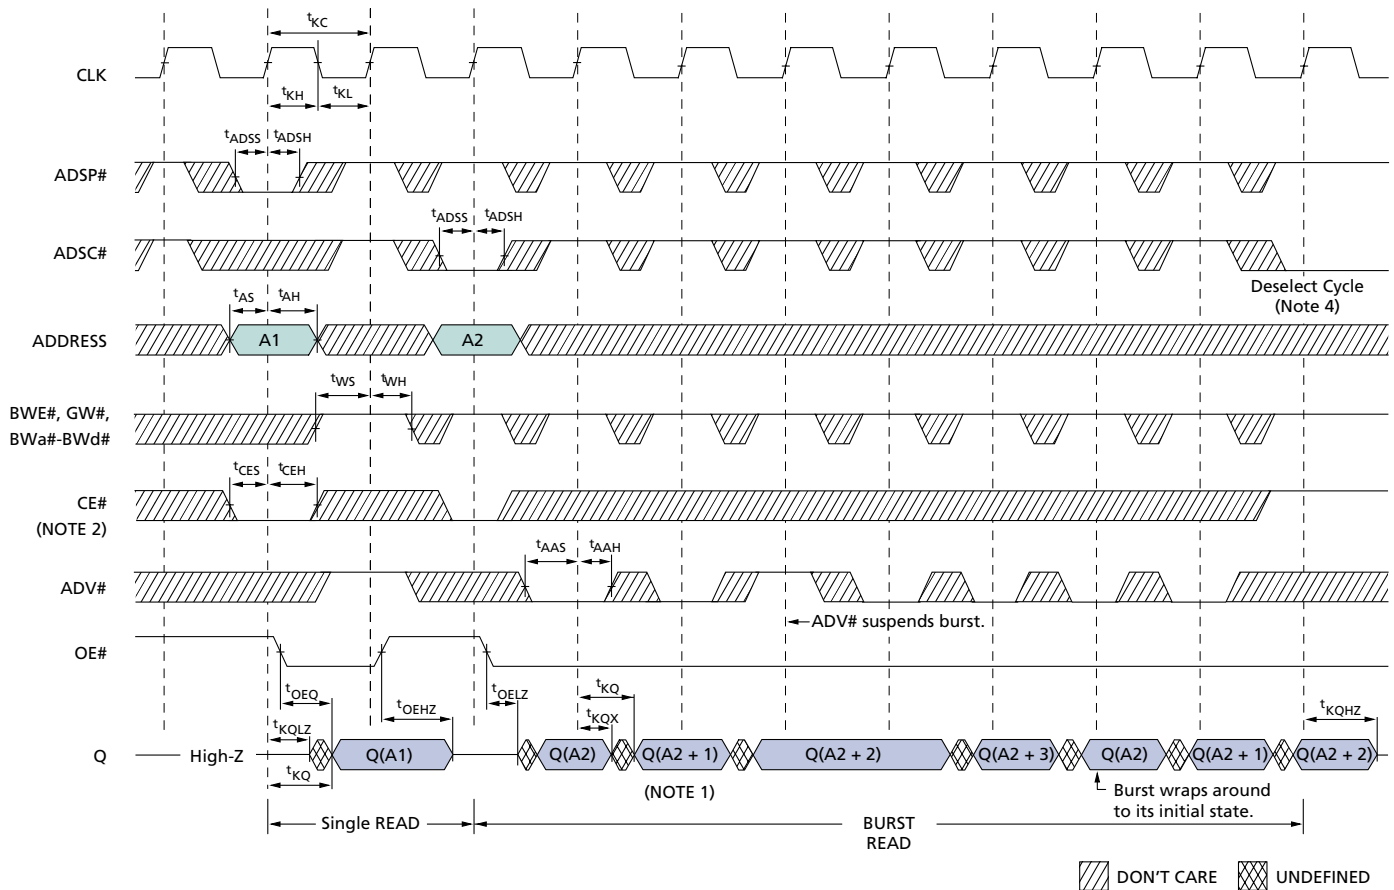 tKC
CLK
tKH tKL
tADSS tADSH
ADSP#
tADSS tADSH
ADSC#
Deselect Cycle
(Note 4)
tAS tAH
ADDRESS A1 A2
tWS tWH
BWE#, GW#,
BWa#-BWd#
tCES tCEH
CE#
(NOTE 2)
tAAS tAAH
ADV#
ADV# suspends burst.
OE#
tOEQ tOEHZ tOELZ tKQ
tKQLZ tKQX tKQHZ
Q High-Z Q(A1) Q(A2) Q(A2 + 1) Q(A2 + 2) Q(A2 + 3) Q(A2) Q(A2 + 1) Q(A2 + 2)
tKQ
(NOTE 1)
Burst wraps around
to its initial state.
Single READ BURST
READ
DON'T CARE UNDEFINED